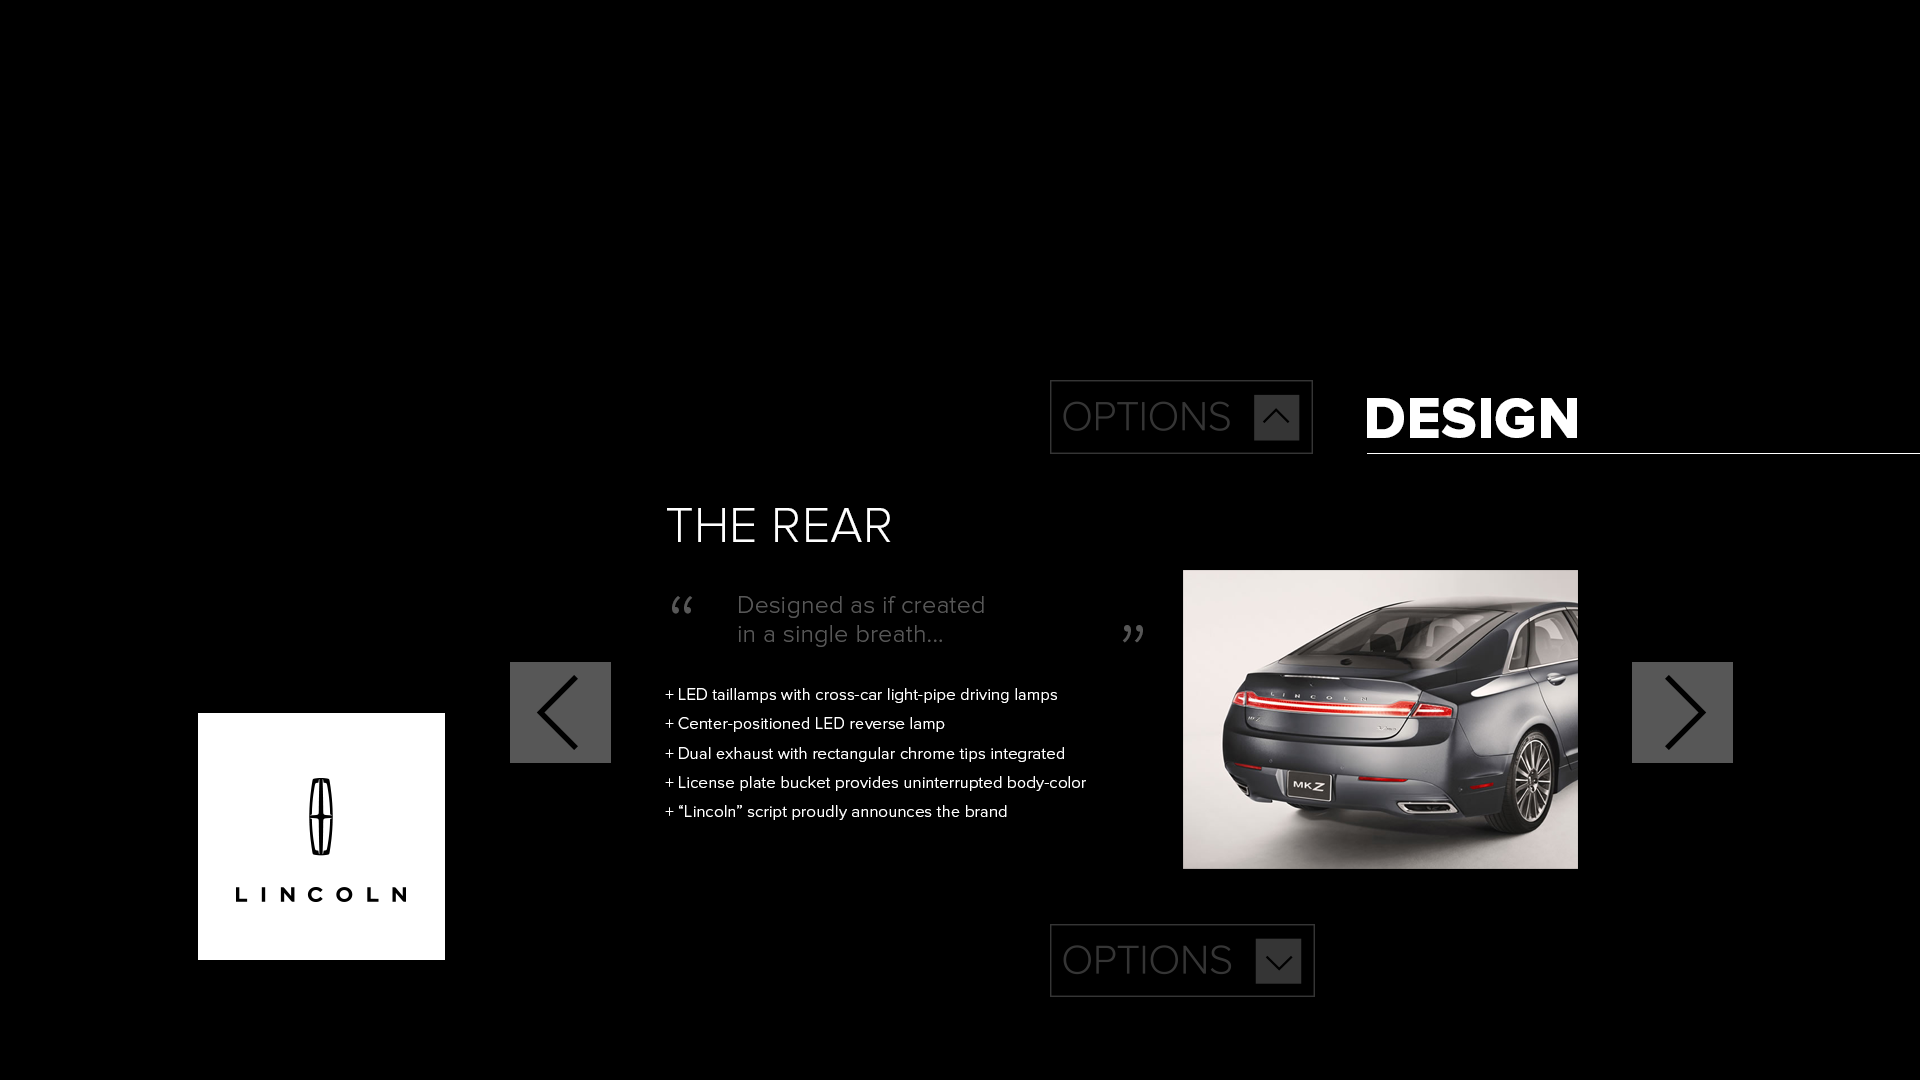 OPTIONS
DESIGN
THE REAR
“ Designed as if created
in a single breath... ”
+ LED taillamps with cross-car light-pipe driving lamps
+ Center-positioned LED reverse lamp
+ Dual exhaust with rectangular chrome tips integrated
+ License plate bucket provides uninterrupted body-color
+ “Lincoln” script proudly announces the brand
LINCOLN
MKZ
LINCOLN
OPTIONS